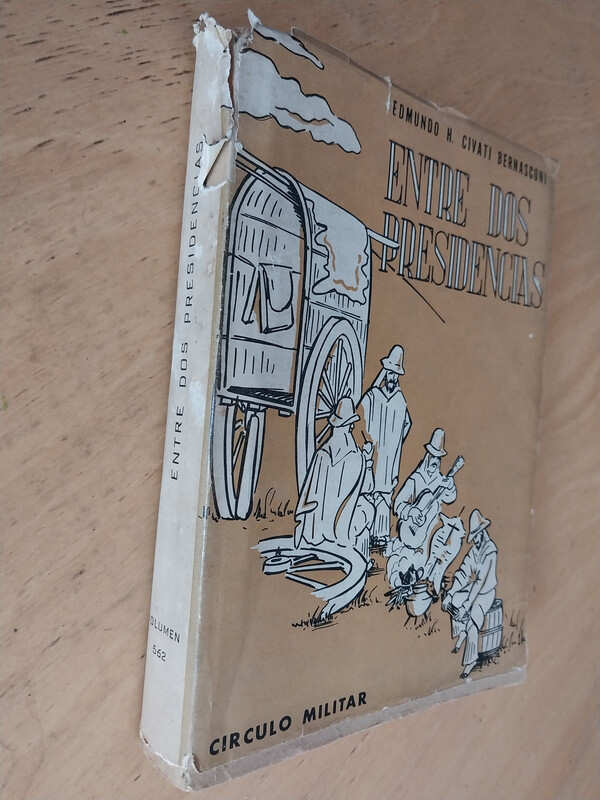 EDMUNDO H. CIVATI BERNASCONI
ENTRE DOS
PRESIDENCIAS
CIRCULO MILITAR
ENTRE DOS PRESIDENCIAS
OLUMEN
562